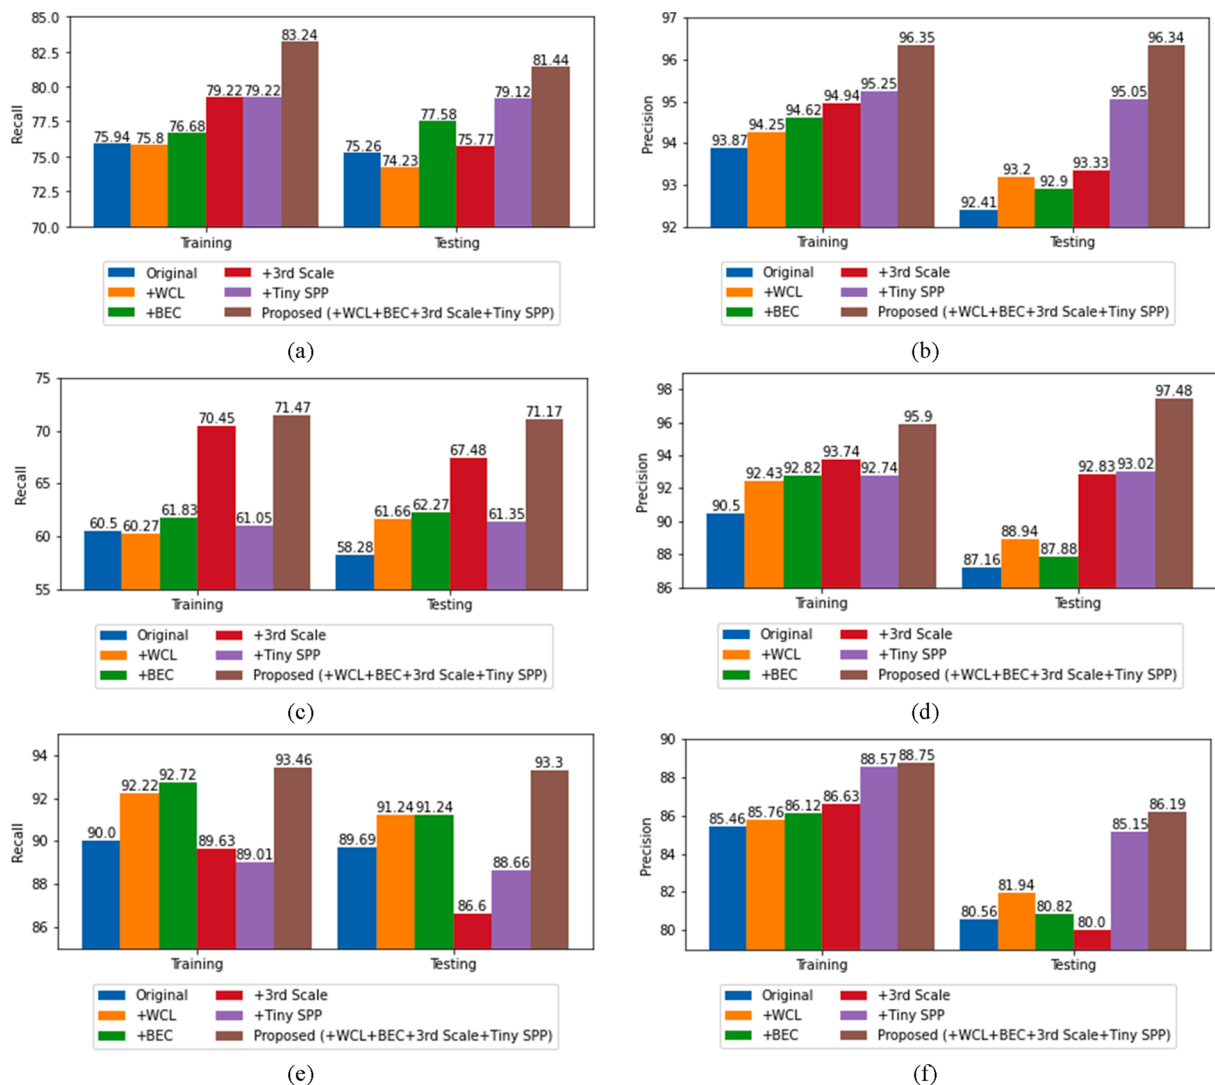 85.0
82.5
80.0
77.5
75.0
72.5
70.0
Recall
75.94 75.8 76.68 79.22 79.22 83.24
75.26 74.23 77.58 75.77 79.12 81.44
Training Testing
Original +3rd Scale
+WCL +Tiny SPP
+BEC Proposed (+WCL+BEC+3rd Scale+Tiny SPP)
(a)
97
96
95
94
93
92
Precision
93.87 94.25 94.62 94.94 95.25 96.35
92.41 93.2 92.9 93.33 95.05 96.34
Training Testing
Original +3rd Scale
+WCL +Tiny SPP
+BEC Proposed (+WCL+BEC+3rd Scale+Tiny SPP)
(b)
75
70
65
60
55
Recall
60.5 60.27 61.83 70.45 61.05 71.47
58.28 61.66 62.27 67.48 61.35 71.17
Training Testing
Original +3rd Scale
+WCL +Tiny SPP
+BEC Proposed (+WCL+BEC+3rd Scale+Tiny SPP)
(c)
98
96
94
92
90
88
86
Precision
90.5 92.43 92.82 93.74 92.74 95.9
87.16 88.94 87.88 92.83 93.02 97.48
Training Testing
Original +3rd Scale
+WCL +Tiny SPP
+BEC Proposed (+WCL+BEC+3rd Scale+Tiny SPP)
(d)
94
92
90
88
86
Recall
90.0 92.22 92.72 89.63 89.01 93.46
89.69 91.24 91.24 86.6 88.66 93.3
Training Testing
Original +3rd Scale
+WCL +Tiny SPP
+BEC Proposed (+WCL+BEC+3rd Scale+Tiny SPP)
(e)
90
88
86
84
82
80
Precision
85.46 85.76 86.12 86.63 88.57 88.75
80.56 81.94 80.82 80.0 85.15 86.19
Training Testing
Original +3rd Scale
+WCL +Tiny SPP
+BEC Proposed (+WCL+BEC+3rd Scale+Tiny SPP)
(f)